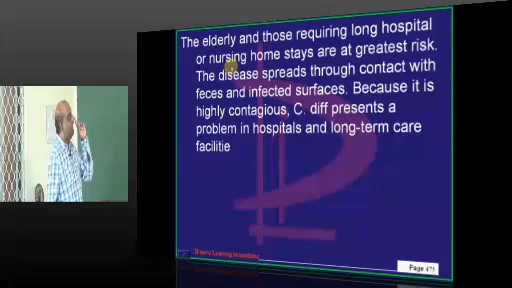 The elderly and those requiring long hospital
or nursing home stays are at greatest risk.
The disease spreads through contact with
feces and infected surfaces. Because it is
highly contagious, C. diff presents a
problem in hospitals and long-term care
facilitie
Page 475